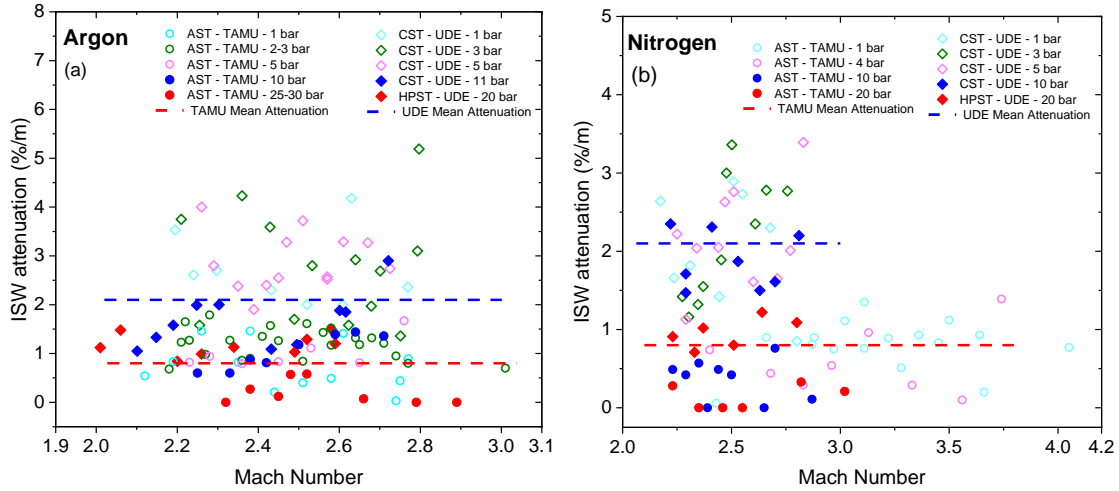 Argon
(a)
AST - TAMU - 1 bar
AST - TAMU - 2-3 bar
AST - TAMU - 5 bar
AST - TAMU - 10 bar
AST - TAMU - 25-30 bar
TAMU Mean Attenuation
CST - UDE - 1 bar
CST - UDE - 3 bar
CST - UDE - 5 bar
CST - UDE - 11 bar
HPST - UDE - 20 bar
UDE Mean Attenuation
ISW attenuation (%/m)
8
7
6
5
4
3
2
1
0
1.9 2.0 2.1 2.2 2.3 2.4 2.5 2.6 2.7 2.8 2.9 3.0 3.1
Mach Number
Nitrogen
(b)
AST - TAMU - 1 bar
AST - TAMU - 4 bar
AST - TAMU - 10 bar
AST - TAMU - 20 bar
TAMU Mean Attenuation
CST - UDE - 1 bar
CST - UDE - 3 bar
CST - UDE - 5 bar
CST - UDE - 10 bar
HPST - UDE - 20 bar
UDE Mean Attenuation
ISW attenuation (%/m)
5
4
3
2
1
0
2.0 2.5 3.0 3.5 4.0 4.2
Mach Number